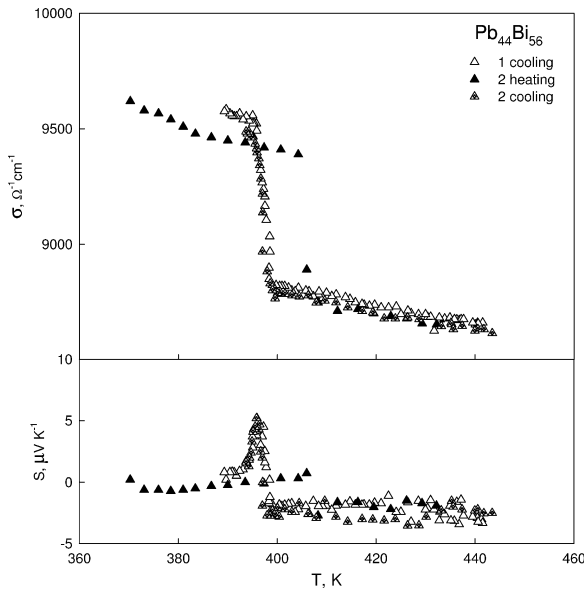 Pb44Bi56
1 cooling
2 heating
2 cooling
10000
9500
9000
σ, Ω-1cm-1
10
5
0
-5
S, μV K-1
360
380
400
420
440
460
T, K